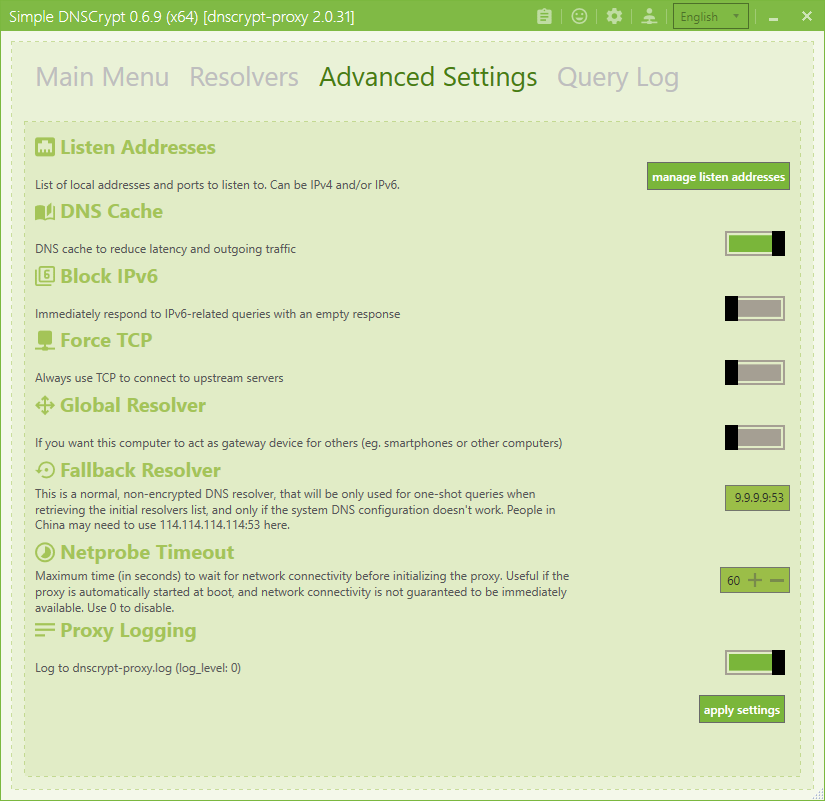 Simple DNSCrypt 0.6.9 (x64) [dnscrypt-proxy 2.0.31]
English
Main Menu Resolvers Advanced Settings Query Log
Listen Addresses
List of local addresses and ports to listen to. Can be IPv4 and/or IPv6.
manage listen addresses
DNS Cache
DNS cache to reduce latency and outgoing traffic
6 Block IPv6
Immediately respond to IPv6-related queries with an empty response
Force TCP
Always use TCP to connect to upstream servers
Global Resolver
If you want this computer to act as gateway device for others (eg. smartphones or other computers)
Fallback Resolver
This is a normal, non-encrypted DNS resolver, that will be only used for one-shot queries when
retrieving the initial resolvers list, and only if the system DNS configuration doesn't work. People in
China may need to use 114.114.114.114:53 here.
9.9.9.9:53
Netprobe Timeout
Maximum time (in seconds) to wait for network connectivity before initializing the proxy. Useful if the
proxy is automatically started at boot, and network connectivity is not guaranteed to be immediately
available. Use 0 to disable.
60
Proxy Logging
Log to dnscrypt-proxy.log (log_level: 0)
apply settings